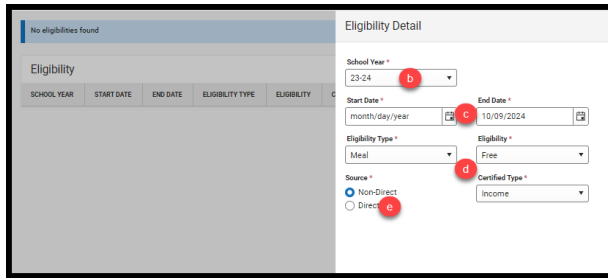 No eligibilities found
Eligibility
SCHOOL YEAR START DATE END DATE ELIGIBILITY TYPE ELIGIBILITY
Eligibility Detail
School Year *
23-24 b
Start Date * End Date *
month/day/year c 10/09/2024
Eligibility Type * Eligibility *
Meal Free
d
Source * Certified Type *
Non-Direct Income
Direct e